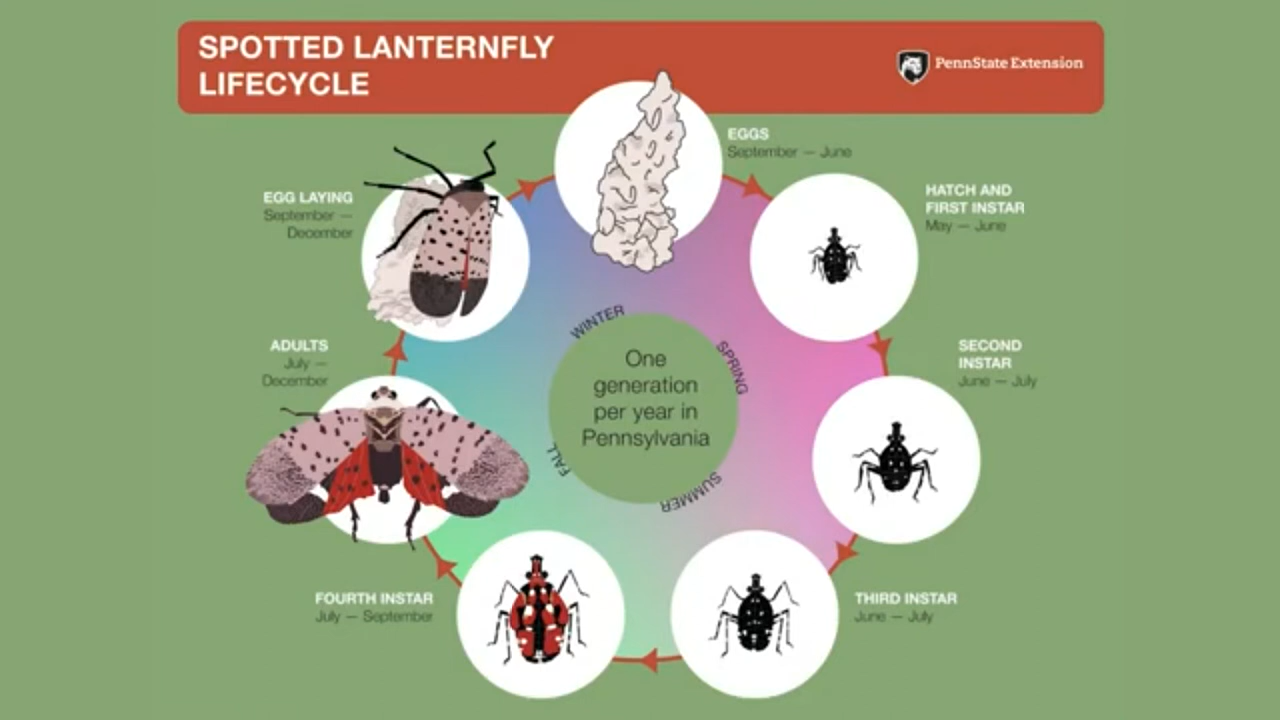 SPOTTED LANTERNFLY
LIFECYCLE
PennState Extension
EGGS
September — June
HATCH AND
FIRST INSTAR
May — June
SECOND
INSTAR
June — July
THIRD INSTAR
June — July
FOURTH INSTAR
July — September
ADULTS
July —
December
EGG LAYING
September —
December
WINTER
SPRING
SUMMER
FALL
One
generation
per year in
Pennsylvania